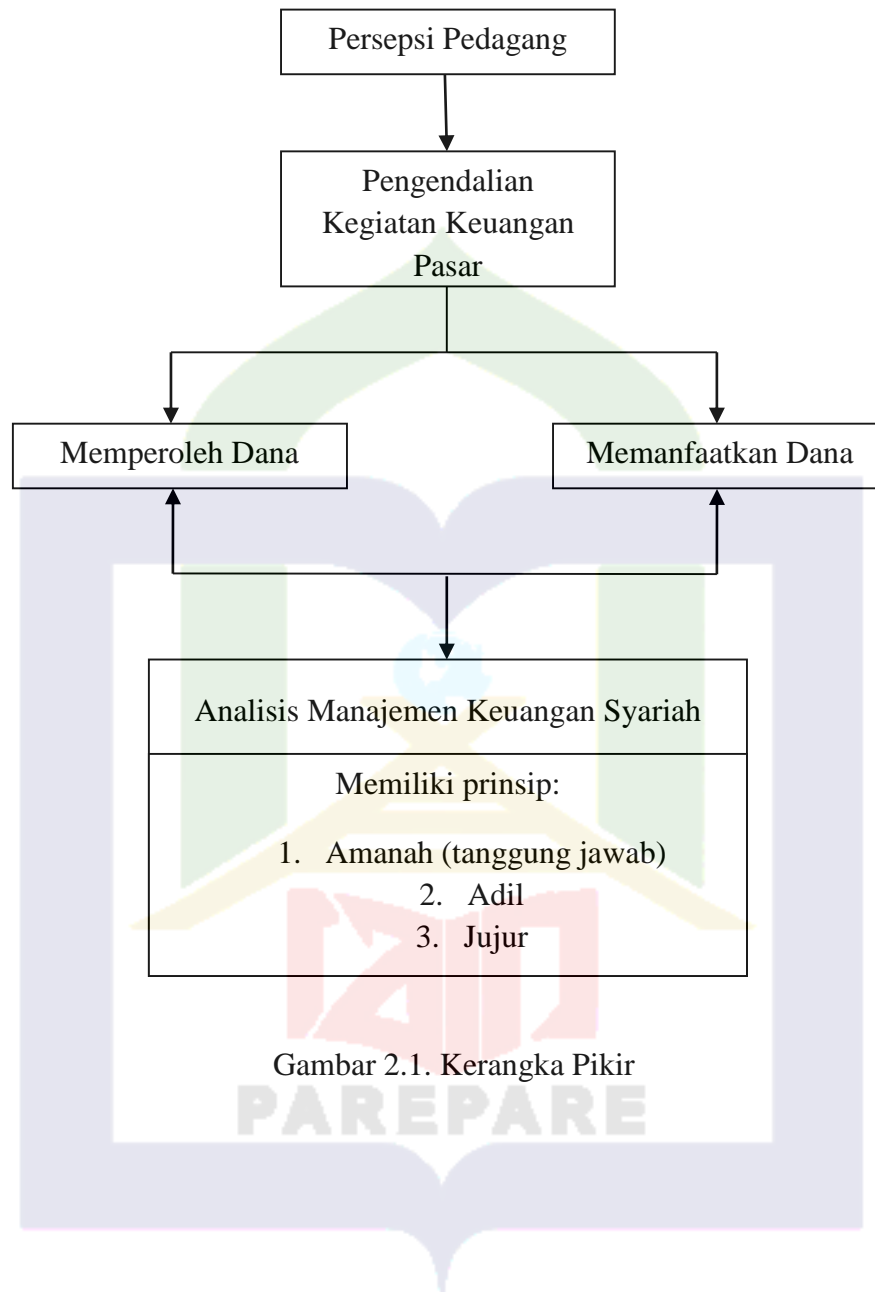 Persepsi Pedagang
Pengendalian
Kegiatan Keuangan
Pasar
Memperoleh Dana
Memanfaatkan Dana
Analisis Manajemen Keuangan Syariah
Memiliki prinsip:
1. Amanah (tanggung jawab)
2. Adil
3. Jujur
Gambar 2.1. Kerangka Pikir
PAREPARE